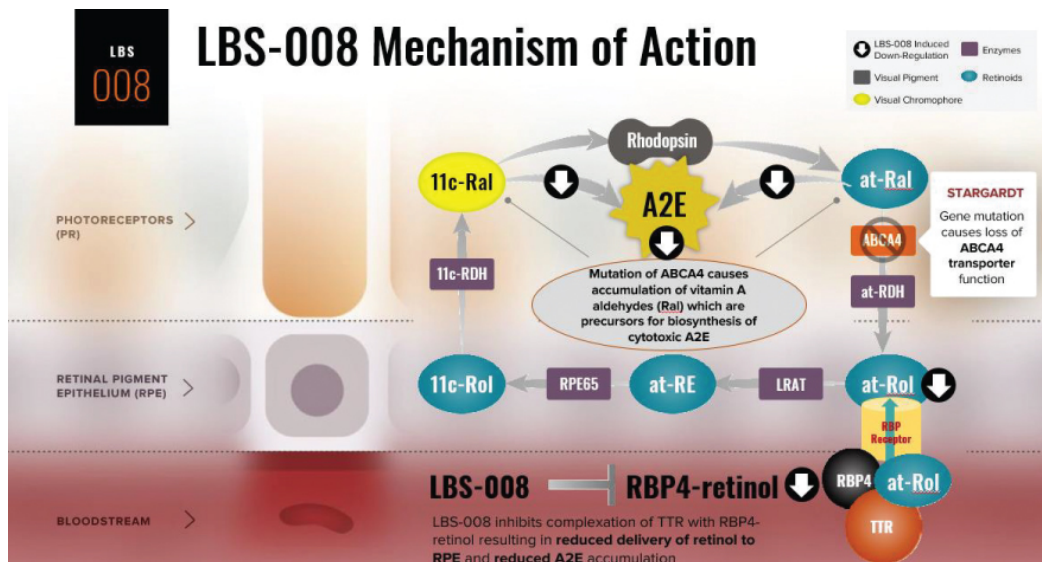 LBS
008
LBS-008 Mechanism of Action
LBS-008 Induced
Down-Regulation
Enzymes
Visual Pigment
Retinoids
Visual Chromophore
Rhodopsin
11c-Ral
at-Ral
A2E
STARGARDT
Gene mutation
causes loss of
ABCA4
transporter
function
PHOTORECEPTORS
(PR)
ABCA4
11c-RDH
at-RDH
Mutation of ABCA4 causes
accumulation of vitamin A
aldehydes (Ral) which are
precursors for biosynthesis of
cytotoxic A2E
RETINAL PIGMENT
EPITHELIUM (RPE)
11c-Rol
RPE65
at-RE
LRAT
at-Rol
RBP
Receptor
LBS-008
RBP4-retinol
RBP4
at-Rol
TTR
BLOODSTREAM
LBS-008 inhibits complexation of TTR with RBP4-
retinol resulting in reduced delivery of retinol to
RPE and reduced A2E accumulation